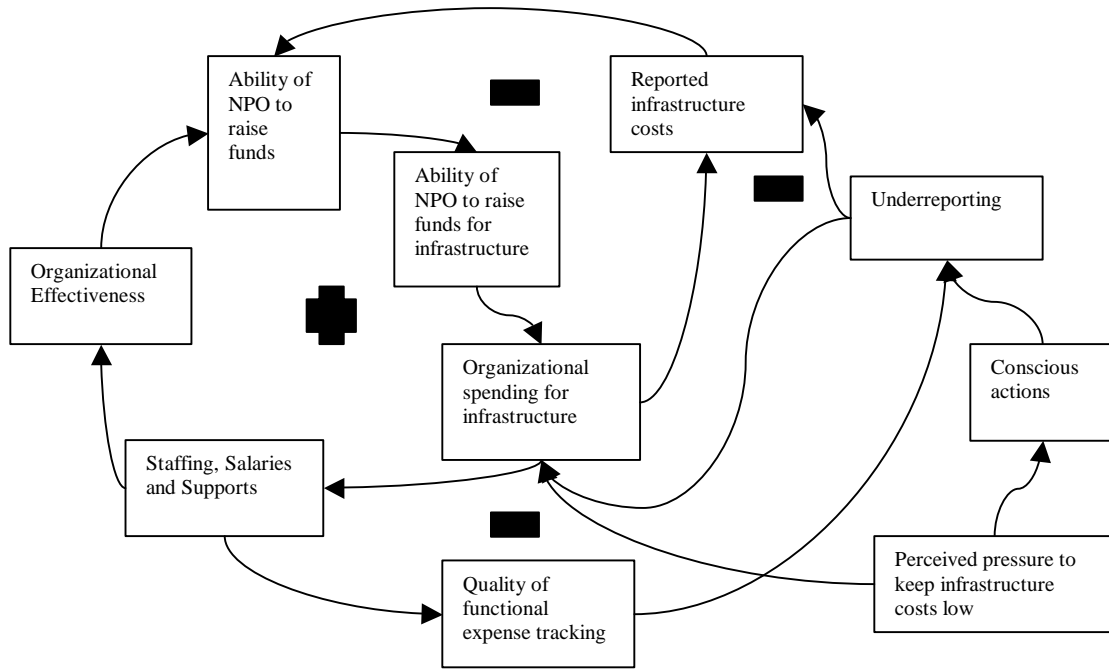 Ability of
NPO to
raise
funds
Reported
infrastructure
costs
Ability of
NPO to raise
funds for
infrastructure
Underreporting
Organizational
Effectiveness
Organizational
spending for
infrastructure
Conscious
actions
Staffing, Salaries
and Supports
Perceived pressure to
keep infrastructure
costs low
Quality of
functional
expense tracking